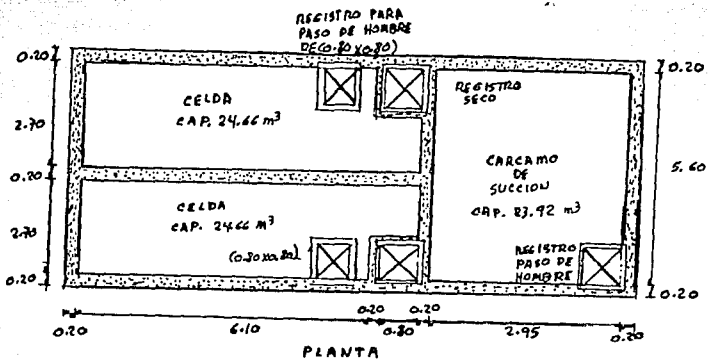 REGISTRO PARA
PASO DE HOMBRE
DE(0.80 X 0.80)
0.20
2.70
0.20
2.70
0.20
CELDA
CAP. 24.66 m³
CELDA
CAP. 24.66 M³
(0.80X0.80)
REGISTRO
SECO
CARCAMO
DE
SUCCION
CAP. 23.92 m³
REGISTRO
PASO DE
HOMBRE
0.20
5.60
0.20
0.20
6.10
0.20
0.80
0.20
2.95
0.20
PLANTA